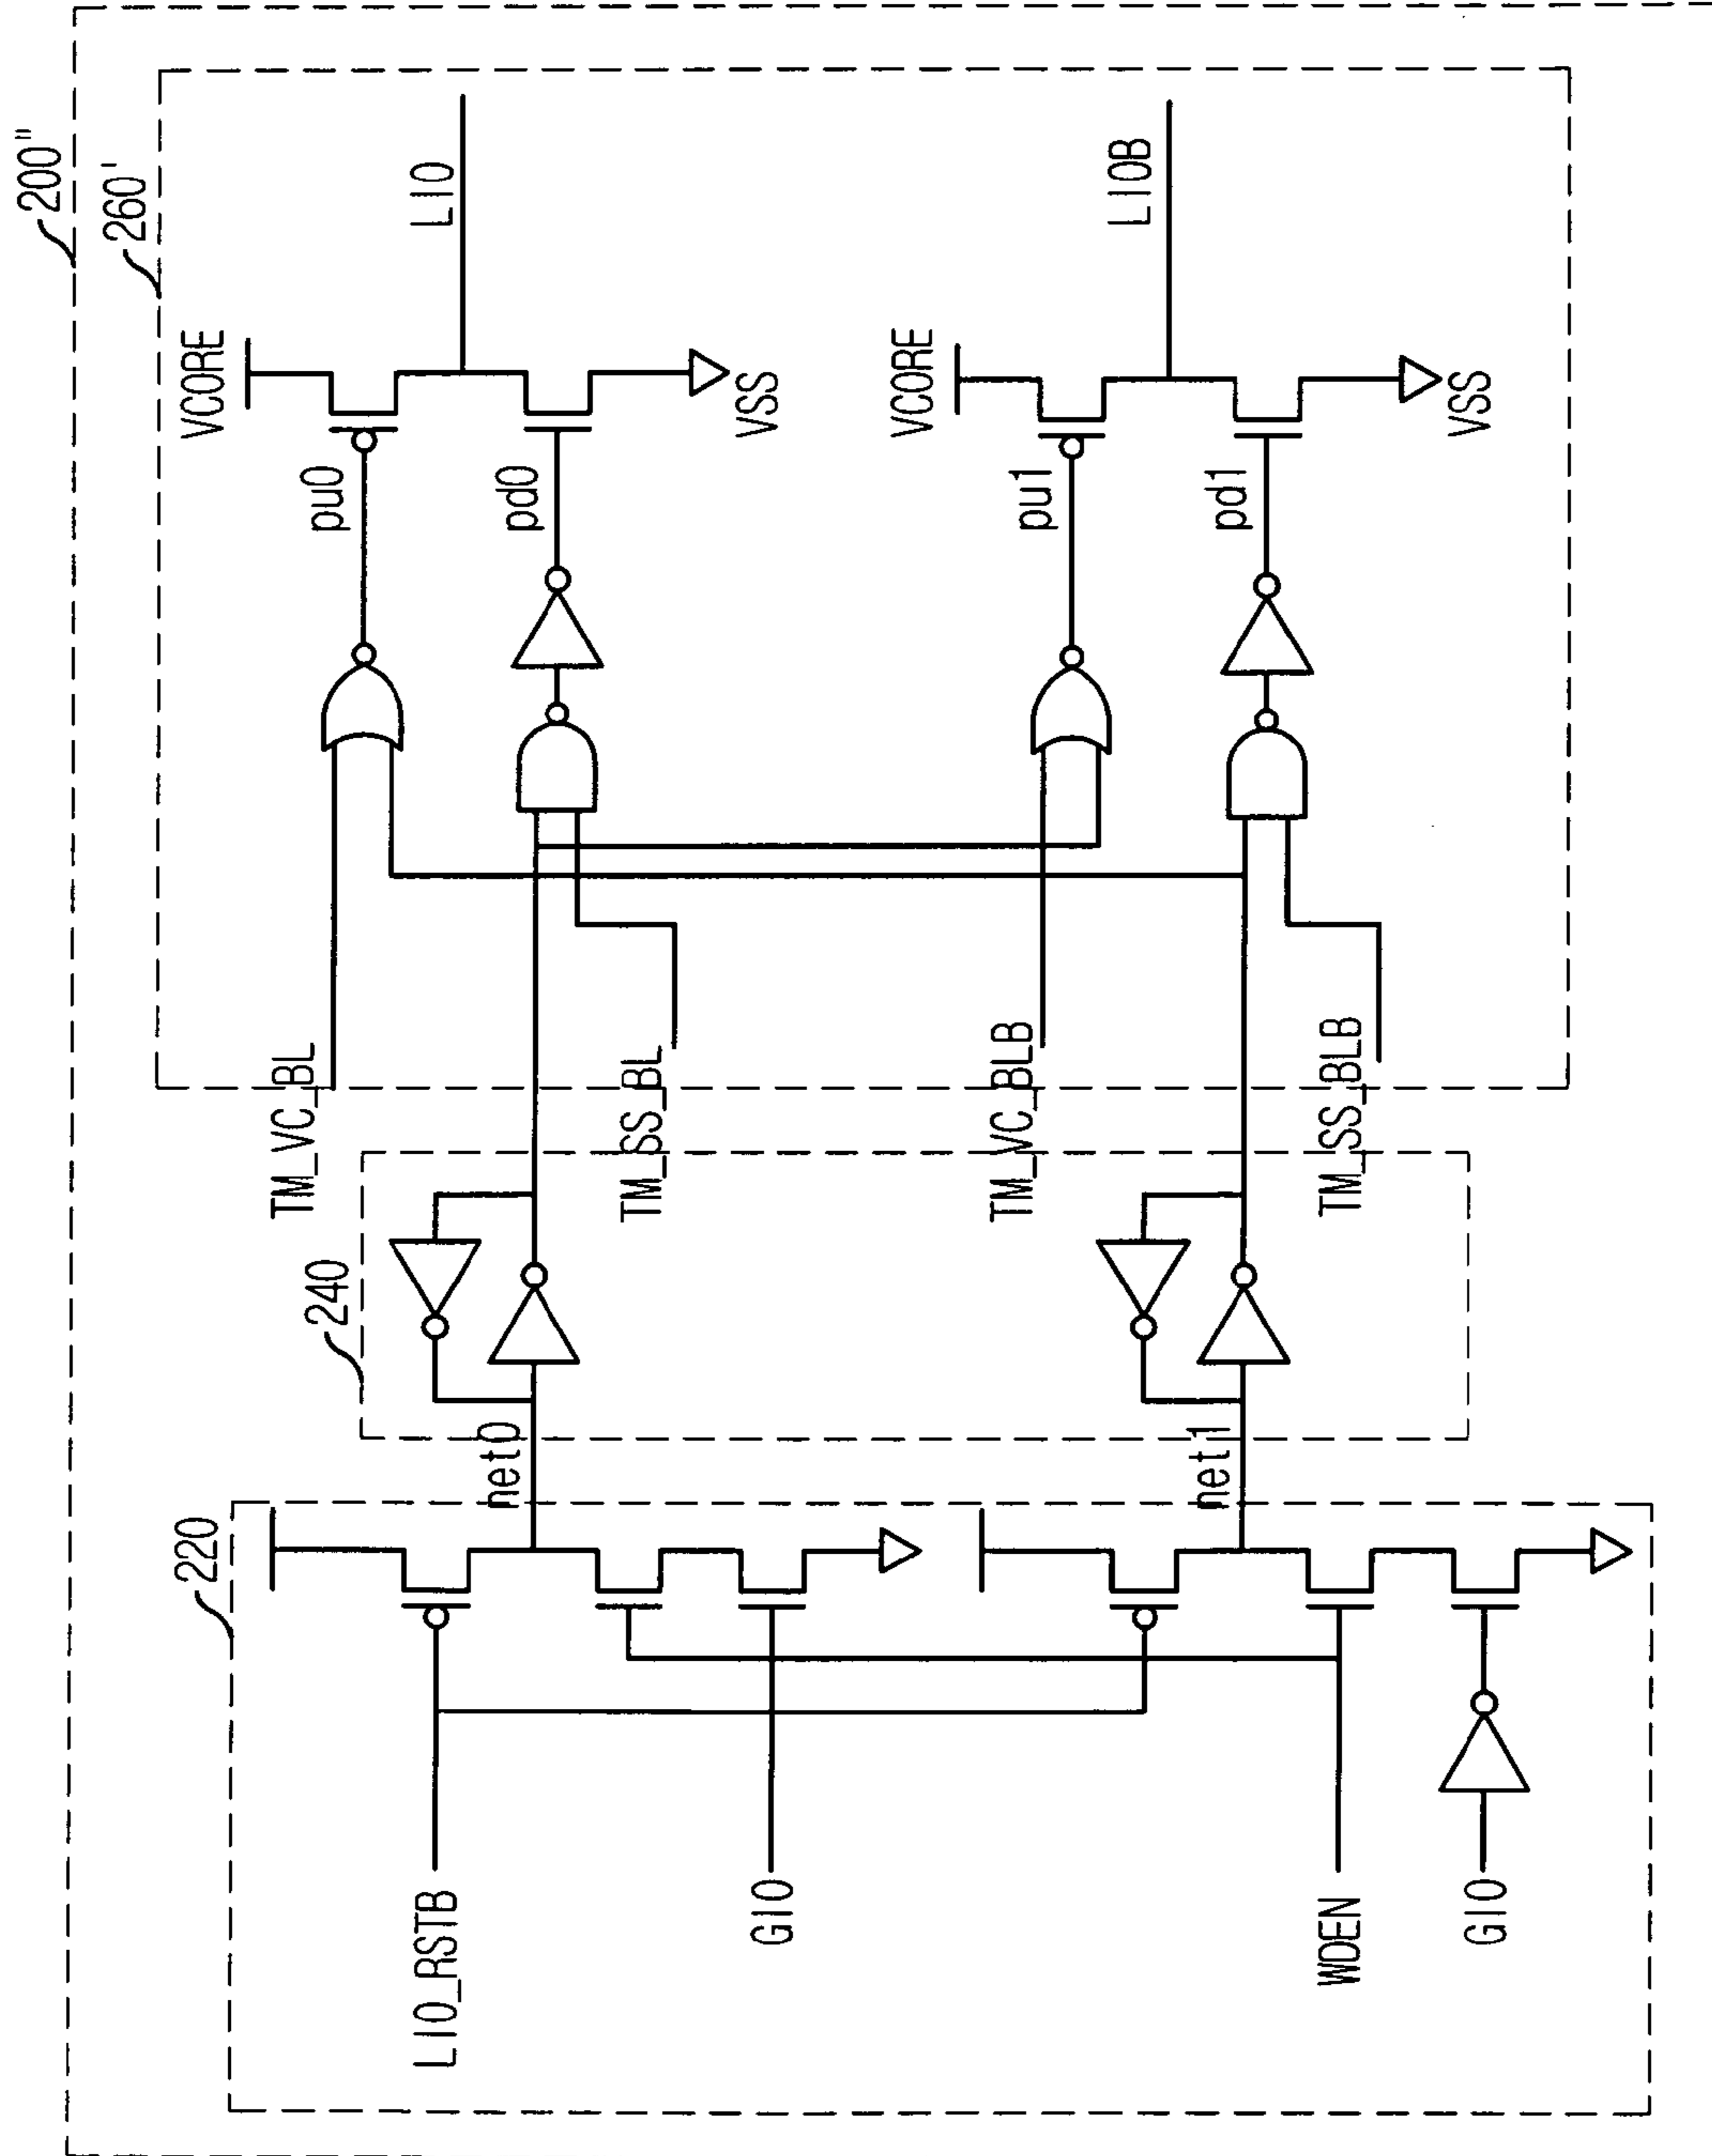 200"
260'
VCORE
LIO
pu0
pd0
VSS
VCORE
LIOB
pu1
pd1
VSS
TM_VC_BL
TM_SS_BL
TM_VC_BLB
TM_SS_BLB
240
net0
net1
220
LIO_RSTB
GIO
WDEN
GIO